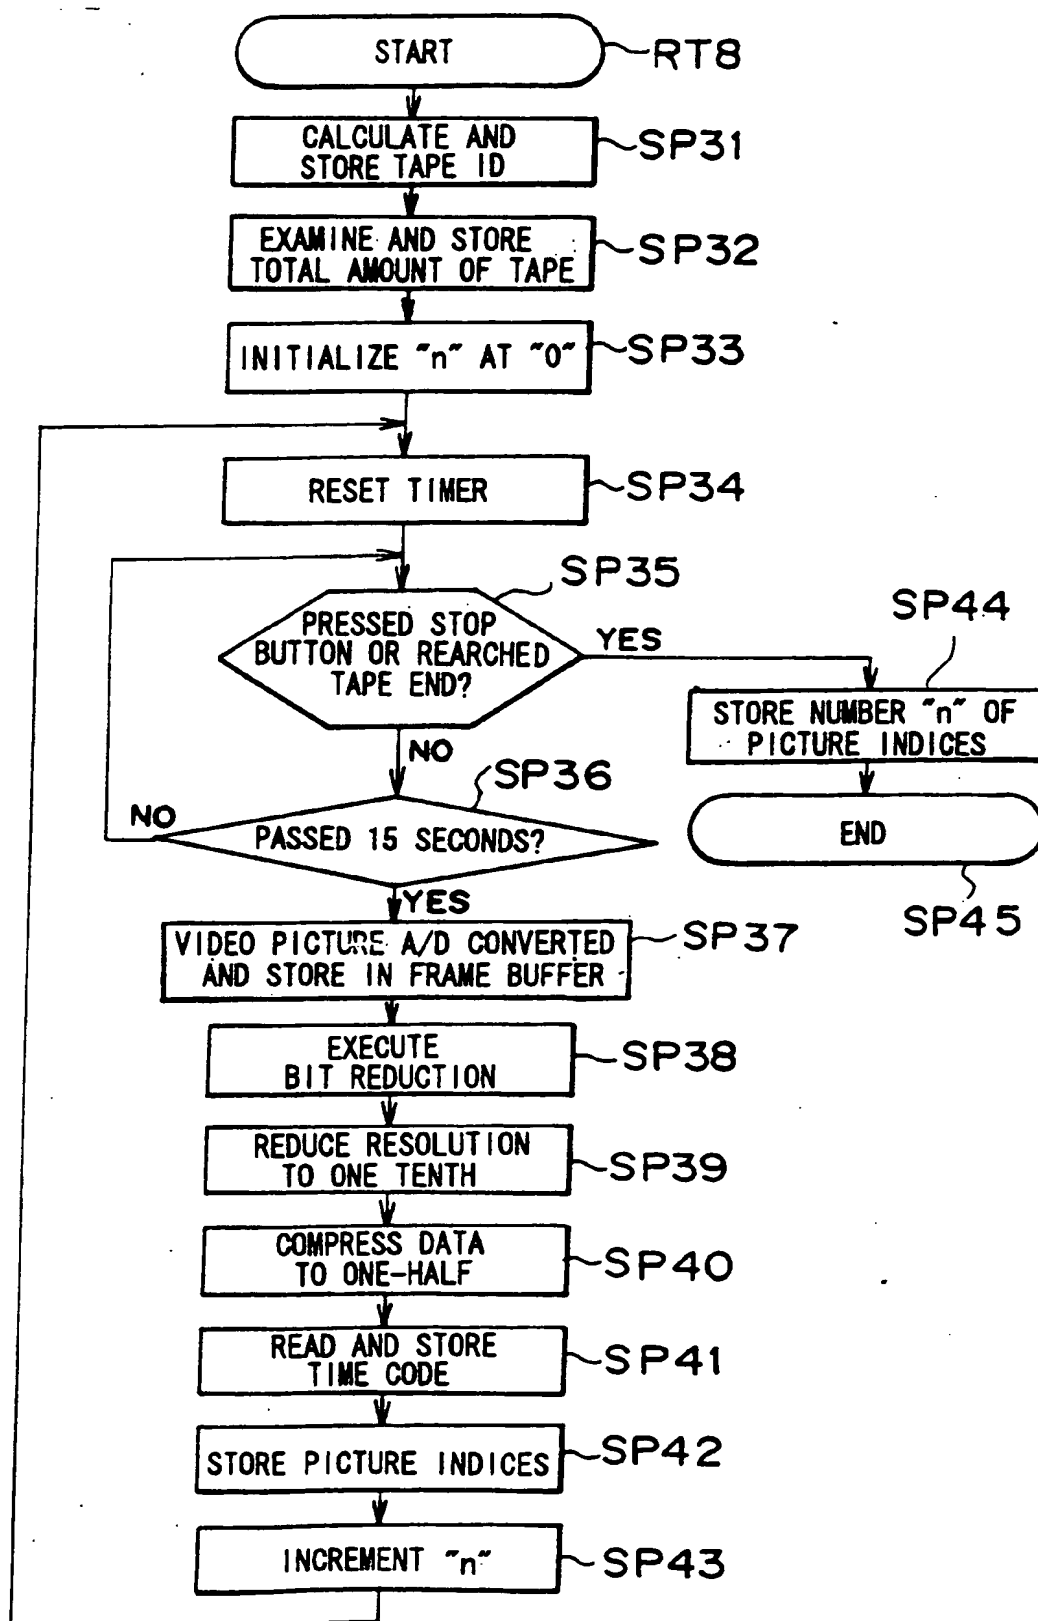 START
RT8
CALCULATE AND
STORE TAPE ID
SP31
EXAMINE AND STORE
TOTAL AMOUNT OF TAPE
SP32
INITIALIZE "n" AT "0"
SP33
RESET TIMER
SP34
SP35
PRESSED STOP
BUTTON OR REARCHED
TAPE END?
YES
SP44
STORE NUMBER "n" OF
PICTURE INDICES
NO
SP36
NO
PASSED 15 SECONDS?
END
SP45
YES
VIDEO PICTURE A/D CONVERTED
AND STORE IN FRAME BUFFER
SP37
EXECUTE
BIT REDUCTION
SP38
REDUCE RESOLUTION
TO ONE TENTH
SP39
COMPRESS DATA
TO ONE-HALF
SP40
READ AND STORE
TIME CODE
SP41
STORE PICTURE INDICES
SP42
INCREMENT "n"
SP43